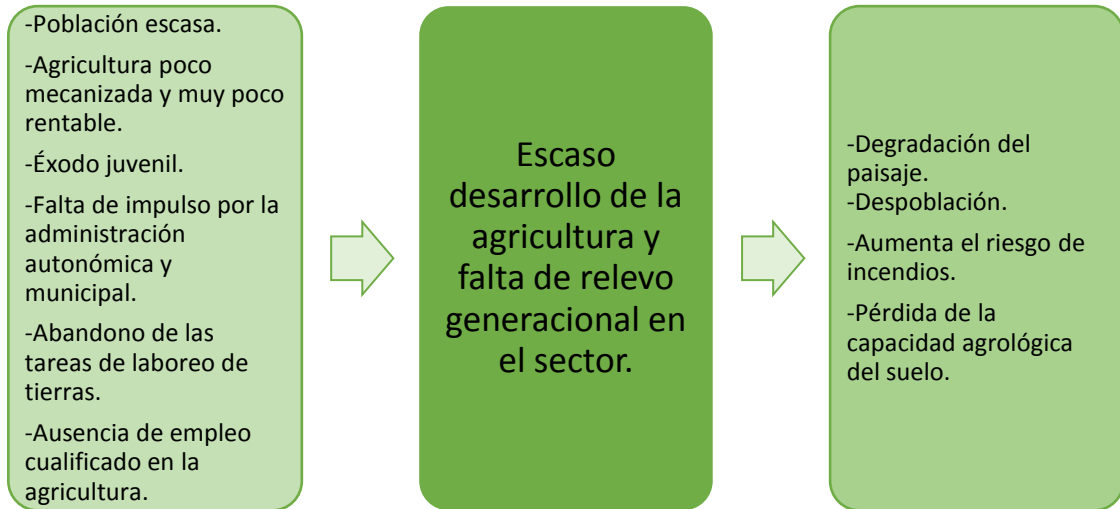 -Población escasa.
-Agricultura poco
mecanizada y muy poco
rentable.
-Éxodo juvenil.
-Falta de impulso por la
administración
autonómica y
municipal.
-Abandono de las
tareas de laboreo de
tierras.
-Ausencia de empleo
cualificado en la
agricultura.
Escaso
desarrollo de la
agricultura y
falta de relevo
generacional en
el sector.
-Degradación del
paisaje.
-Despoblación.
-Aumenta el riesgo de
incendios.
-Pérdida de la
capacidad agrológica
del suelo.